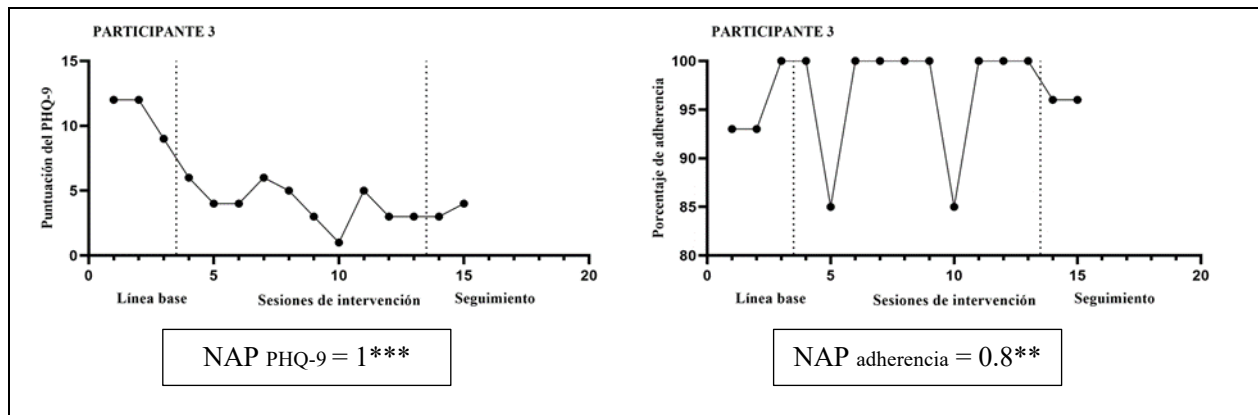 PARTICIPANTE 3
15
10
5
0
Puntuación del PHQ-9
0 5 10 15 20
Línea base Sesiones de intervención Seguimiento
NAP PHQ-9 = 1***
PARTICIPANTE 3
100
95
90
85
80
Porcentaje de adherencia
0 5 10 15 20
Línea base Sesiones de intervención Seguimiento
NAP adherencia = 0.8**